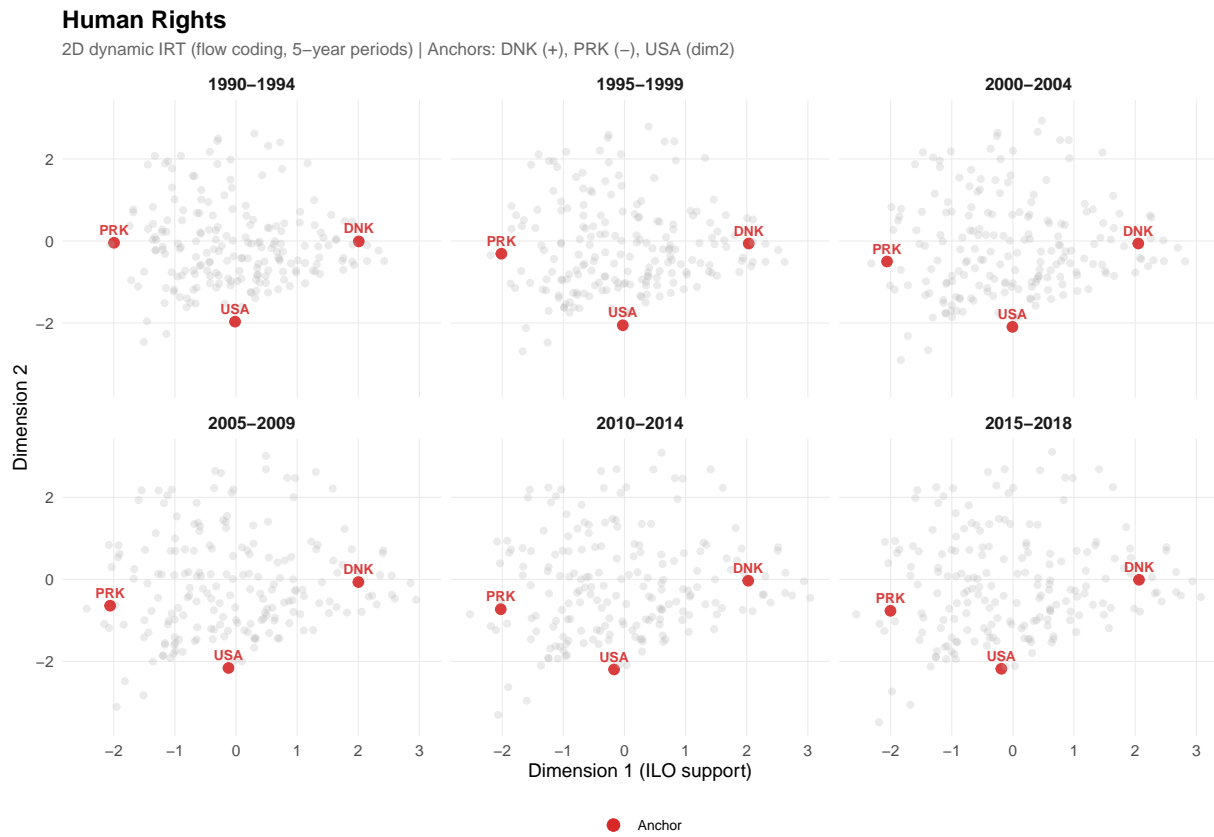 Human Rights
2D dynamic IRT (flow coding, 5−year periods) | Anchors: DNK (+), PRK (−), USA (dim2)
1990−1994
1995−1999
2000−2004
2
0
−2
PRK
DNK
USA
PRK
DNK
USA
PRK
DNK
USA
Dimension 2
2005−2009
2010−2014
2015−2018
2
0
−2
PRK
DNK
USA
PRK
DNK
USA
PRK
DNK
USA
−2 −1 0 1 2 3
−2 −1 0 1 2 3
−2 −1 0 1 2 3
Dimension 1 (ILO support)
Anchor